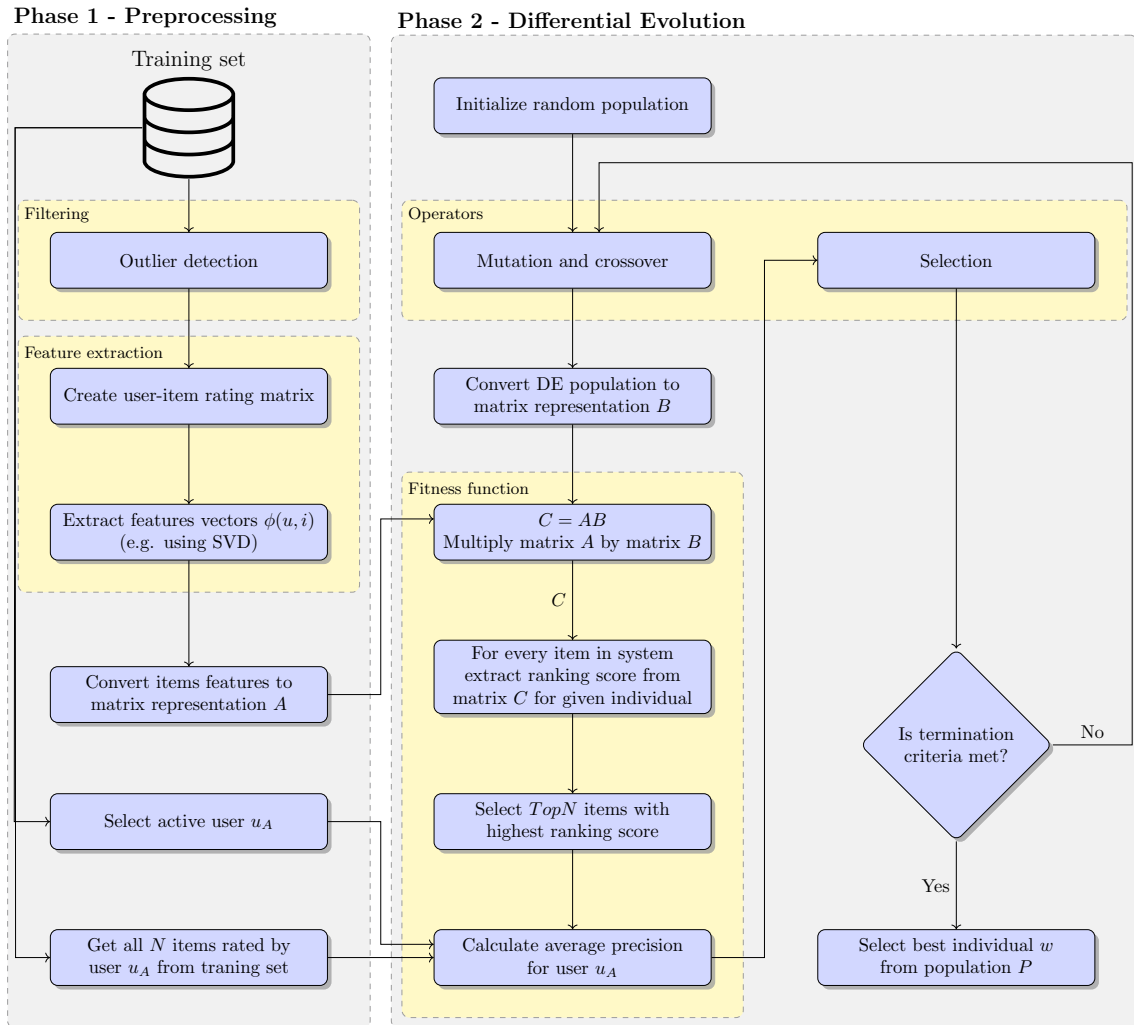 Phase 1 - Preprocessing
Training set
Filtering
Outlier detection
Feature extraction
Create user-item rating matrix
Extract features vectors ϕ(u, i)
(e.g. using SVD)
Convert items features to
matrix representation A
Select active user u_A
Get all N items rated by
user u_A from traning set
Phase 2 - Differential Evolution
Initialize random population
Operators
Mutation and crossover
Selection
Convert DE population to
matrix representation B
Fitness function
C = AB
Multiply matrix A by matrix B
C
For every item in system
extract ranking score from
matrix C for given individual
Select TopN items with
highest ranking score
Calculate average precision
for user u_A
Is termination
criteria met?
No
Yes
Select best individual w
from population P